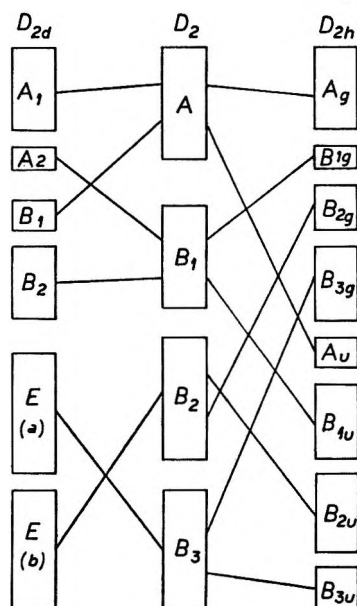 D2d D2 D2h
A1 A Ag
A2 B1g
B1 B2g
B2 B1 B3g
Au
E (a) B2 B1u
B2u
E (b) B3 B3u